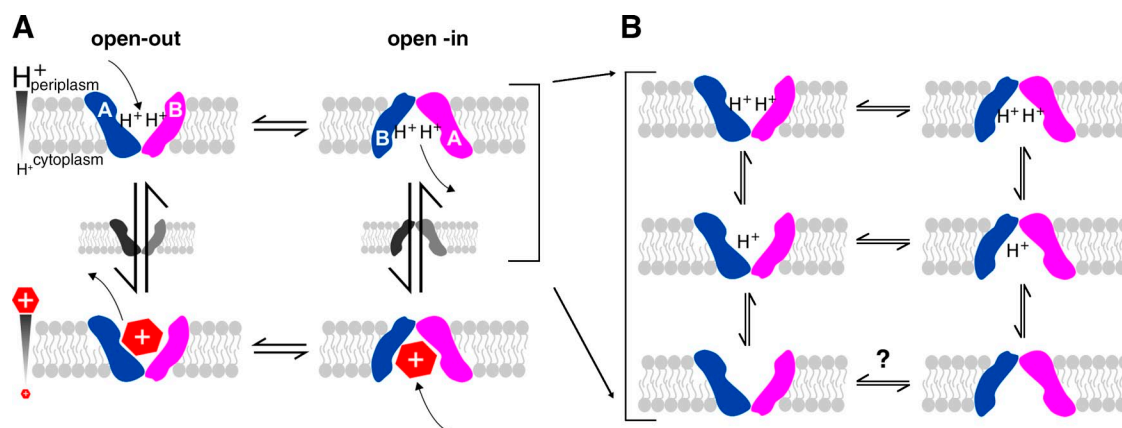 A
B
open-out
open -in
H+
periplasm
A
H+ H+
B
B
H+ H+
A
H+ cytoplasm
+
+
+
+
H+ H+
H+ H+
H+
H+
?